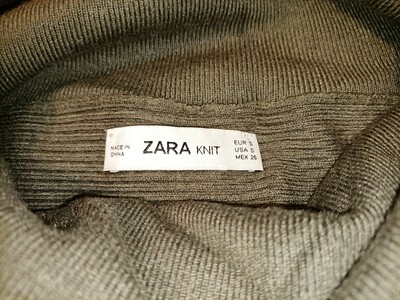 MADE IN
CHINA
ZARA KNIT
EUR S
USA S
MEX 26